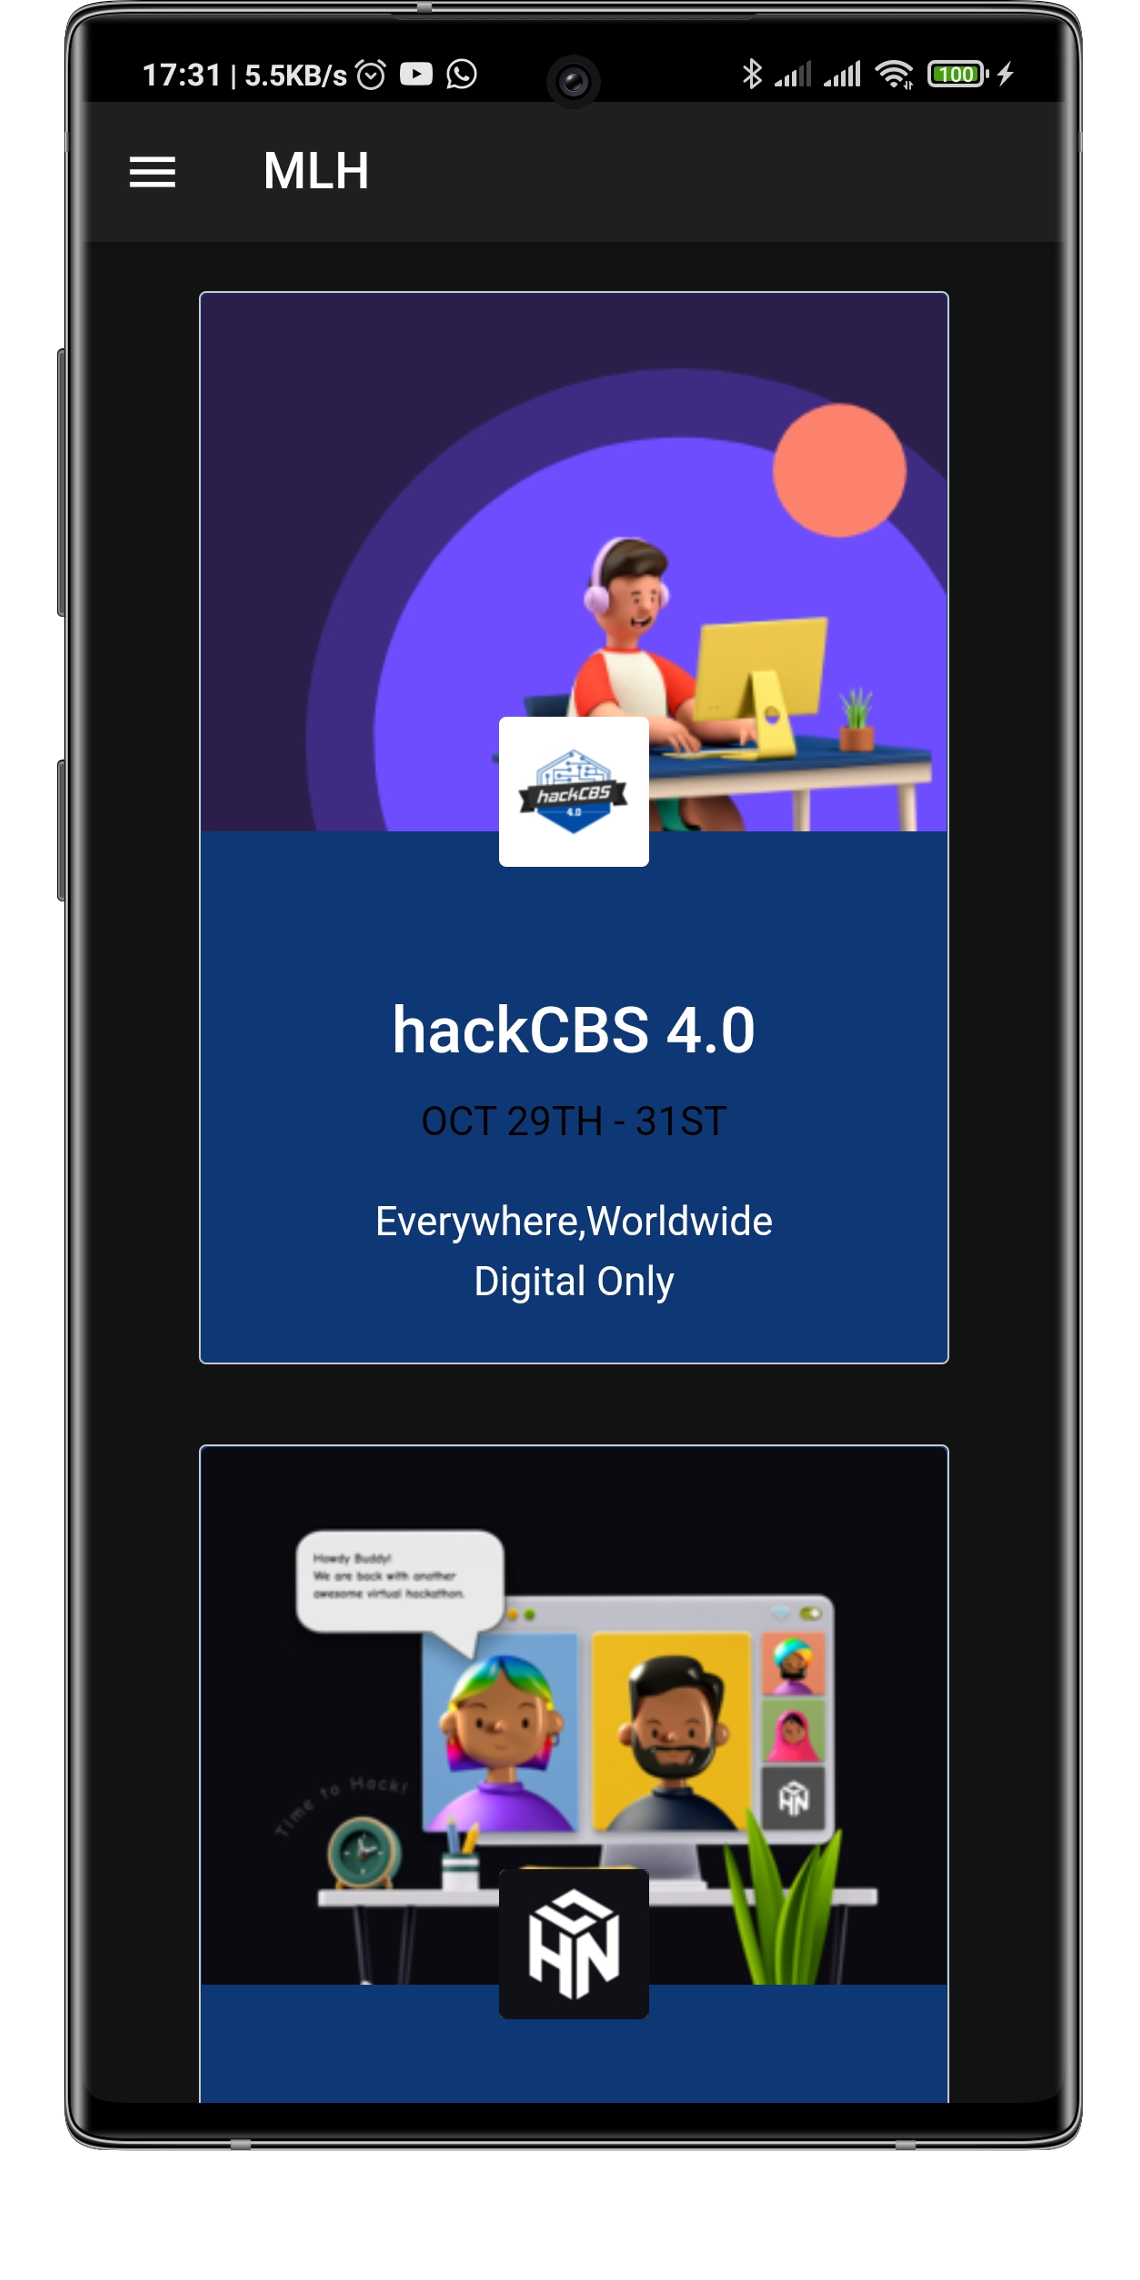 17:31 | 5.5KB/s
100
MLH
hackCBS
4.0
hackCBS 4.0
OCT 29TH - 31ST
Everywhere,Worldwide
Digital Only
Howdy Buddy!
We are back with another
awesome virtual hackathon.
Time to Hack!
HN
HN